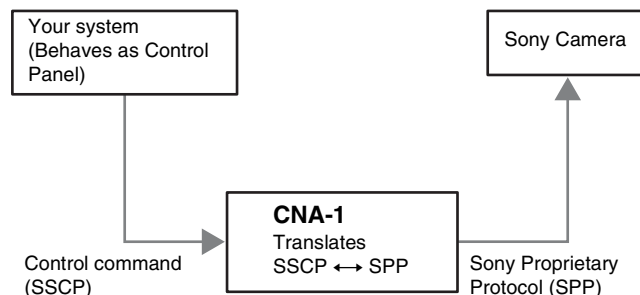 Your system
(Behaves as Control
Panel)
Sony Camera
CNA-1
Translates
SSCP ↔ SPP
Control command
(SSCP)
Sony Proprietary
Protocol (SPP)